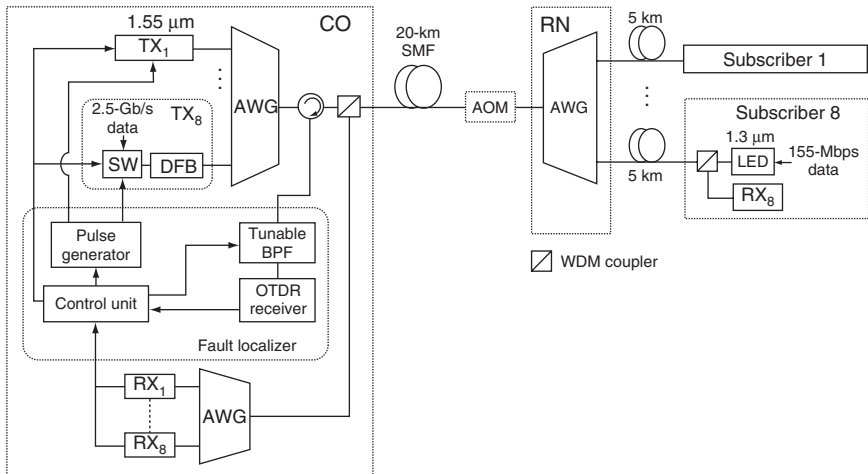 1.55 μm
CO
TX1
2.5-Gb/s
data
TX8
SW
DFB
AWG
20-km
SMF
AOM
RN
AWG
5 km
5 km
Subscriber 1
Subscriber 8
1.3 μm
LED
155-Mbps
data
RX8
WDM coupler
Pulse
generator
Tunable
BPF
Control unit
OTDR
receiver
Fault localizer
RX1
RX8
AWG